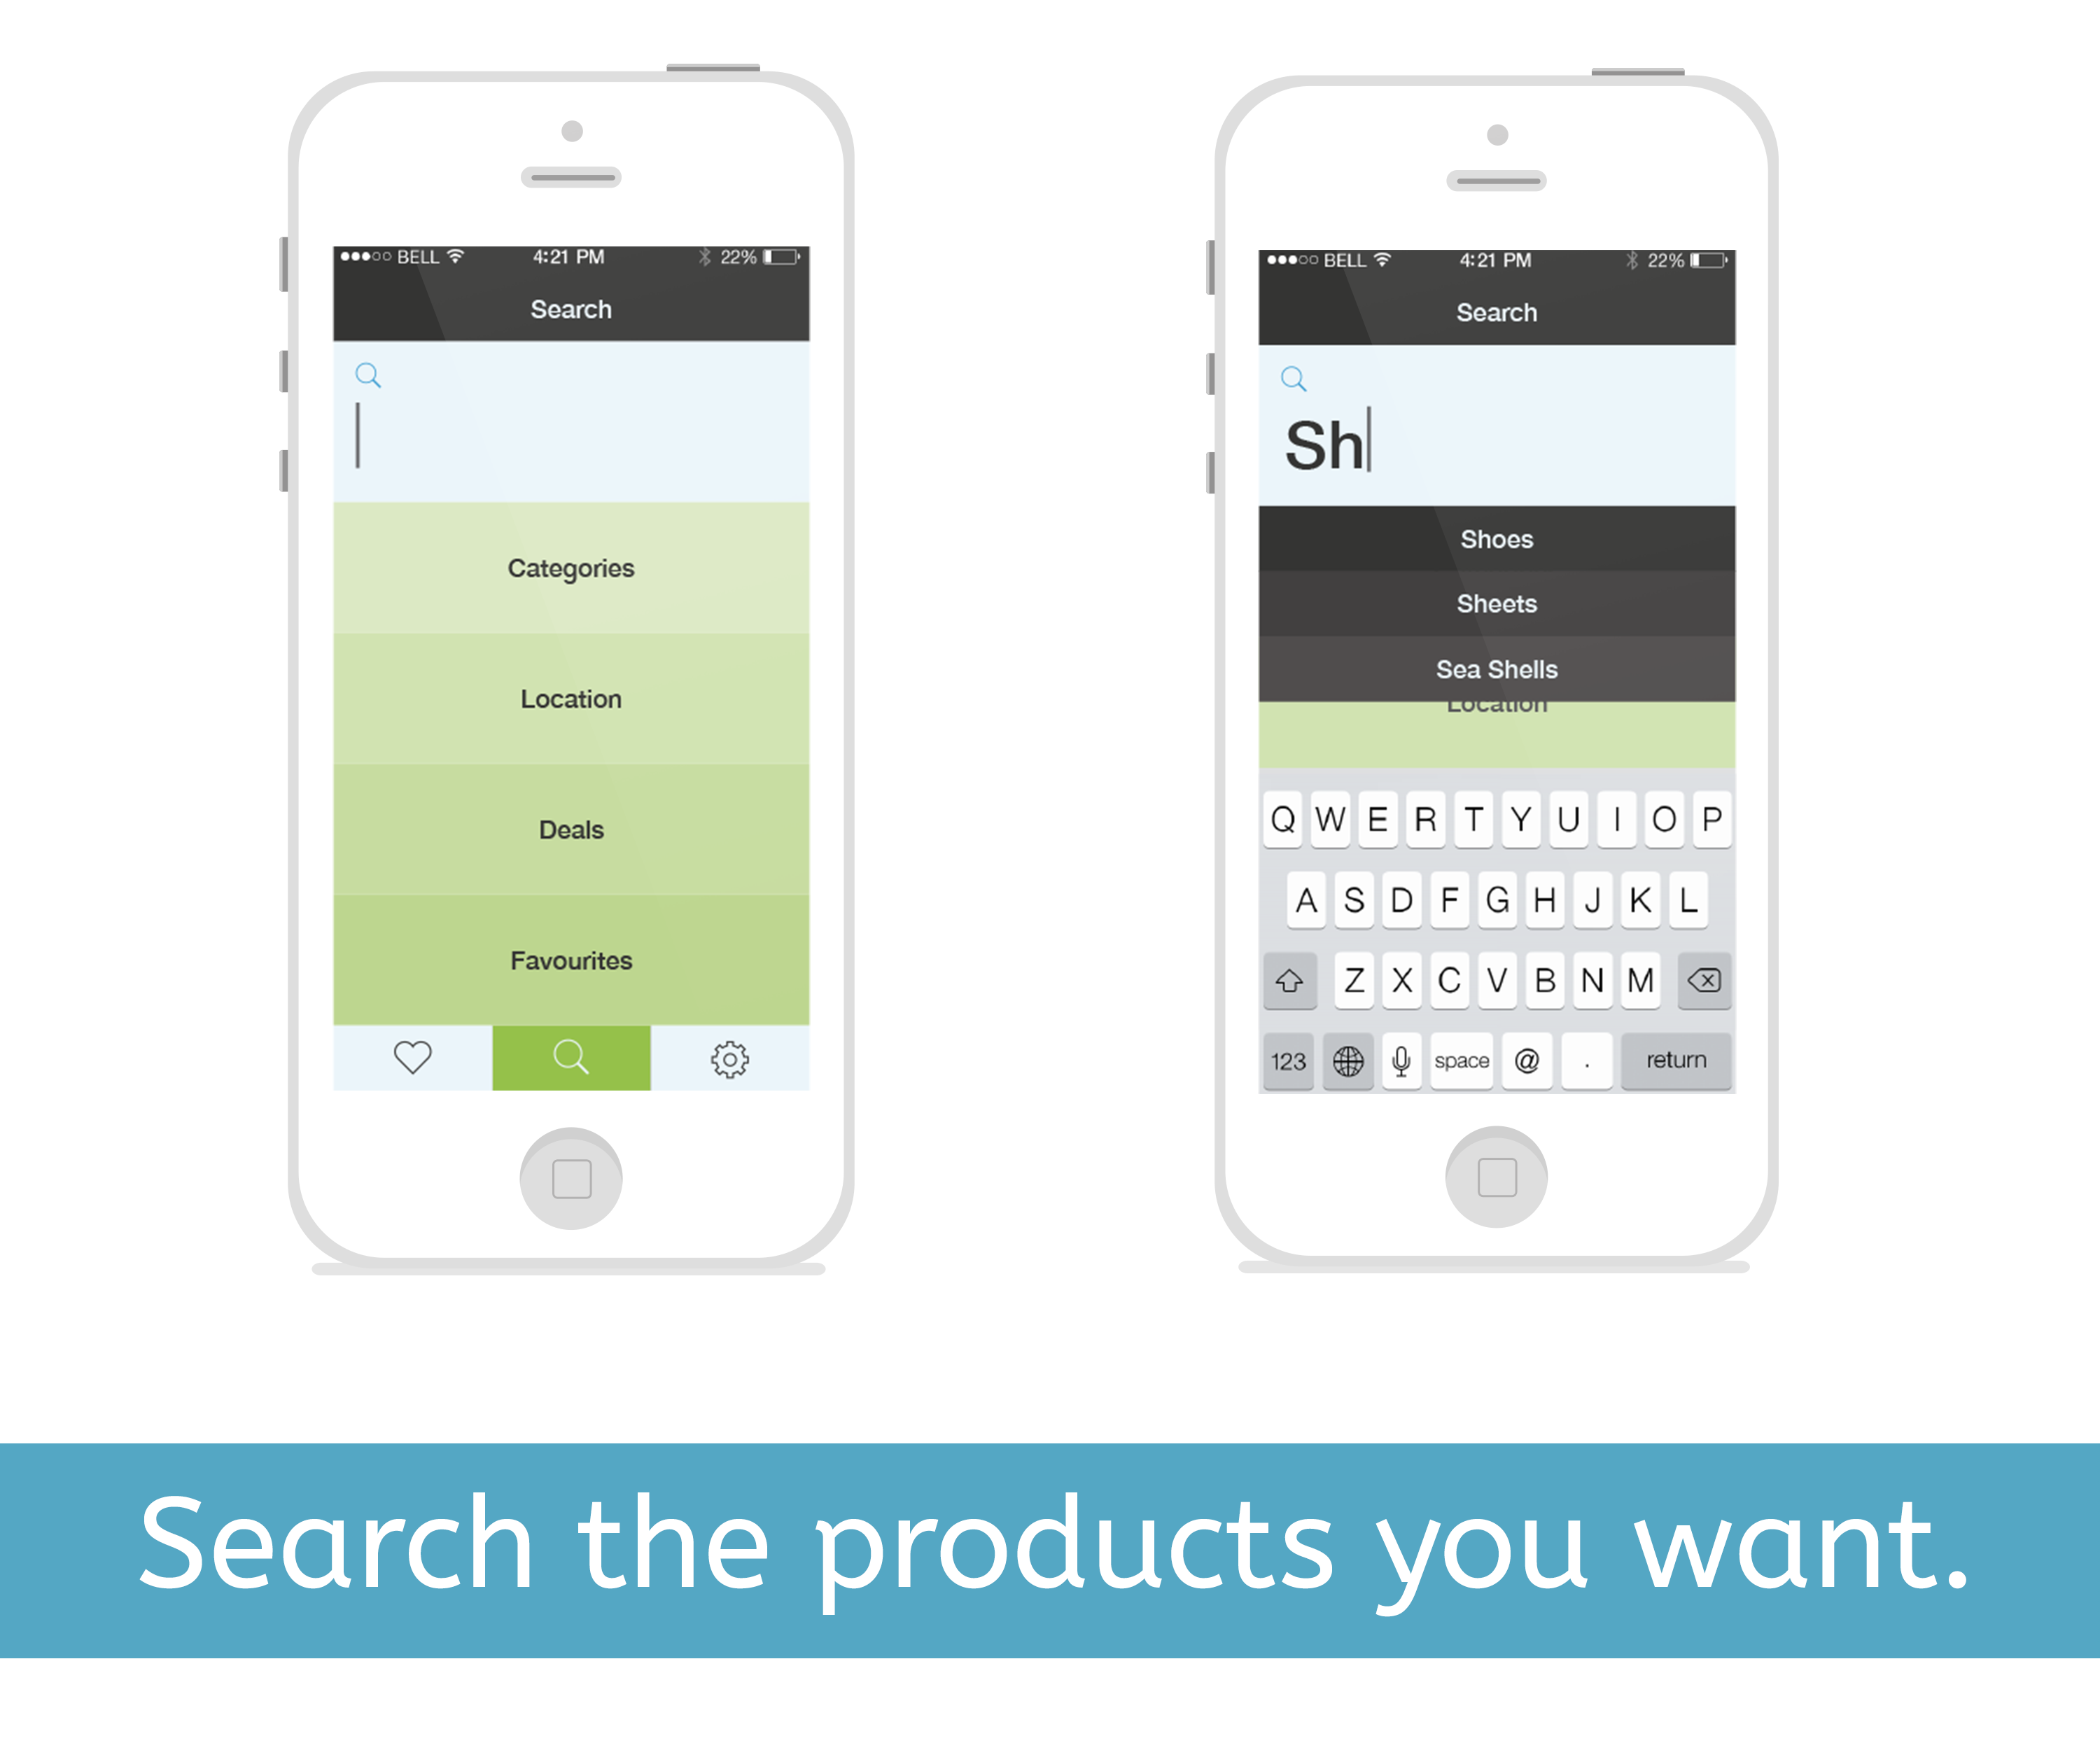 BELL 4:21 PM 22%
Search
Categories
Location
Deals
Favourites
BELL 4:21 PM 22%
Search
Sh
Shoes
Sheets
Sea Shells
Location
Q W E R T Y U I O P
A S D F G H J K L
Z X C V B N M
123 space @ . return
Search the products you want.